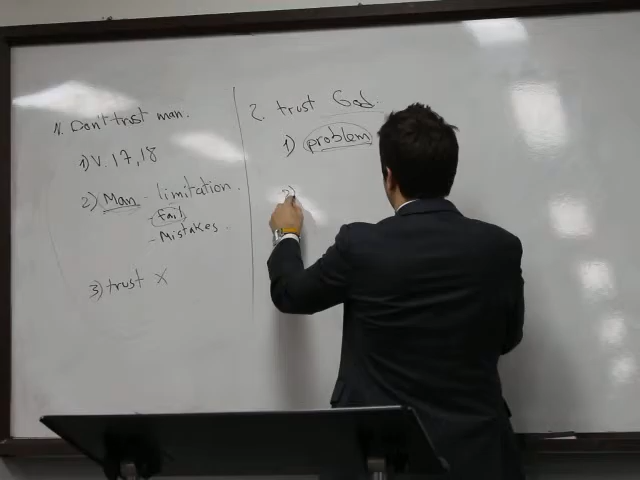 1. Don't trust man.
1) V. 17, 18
2) Man - limitation.
- Fail
- Mistakes.
3) trust X
2. trust God.
1) problem
2)